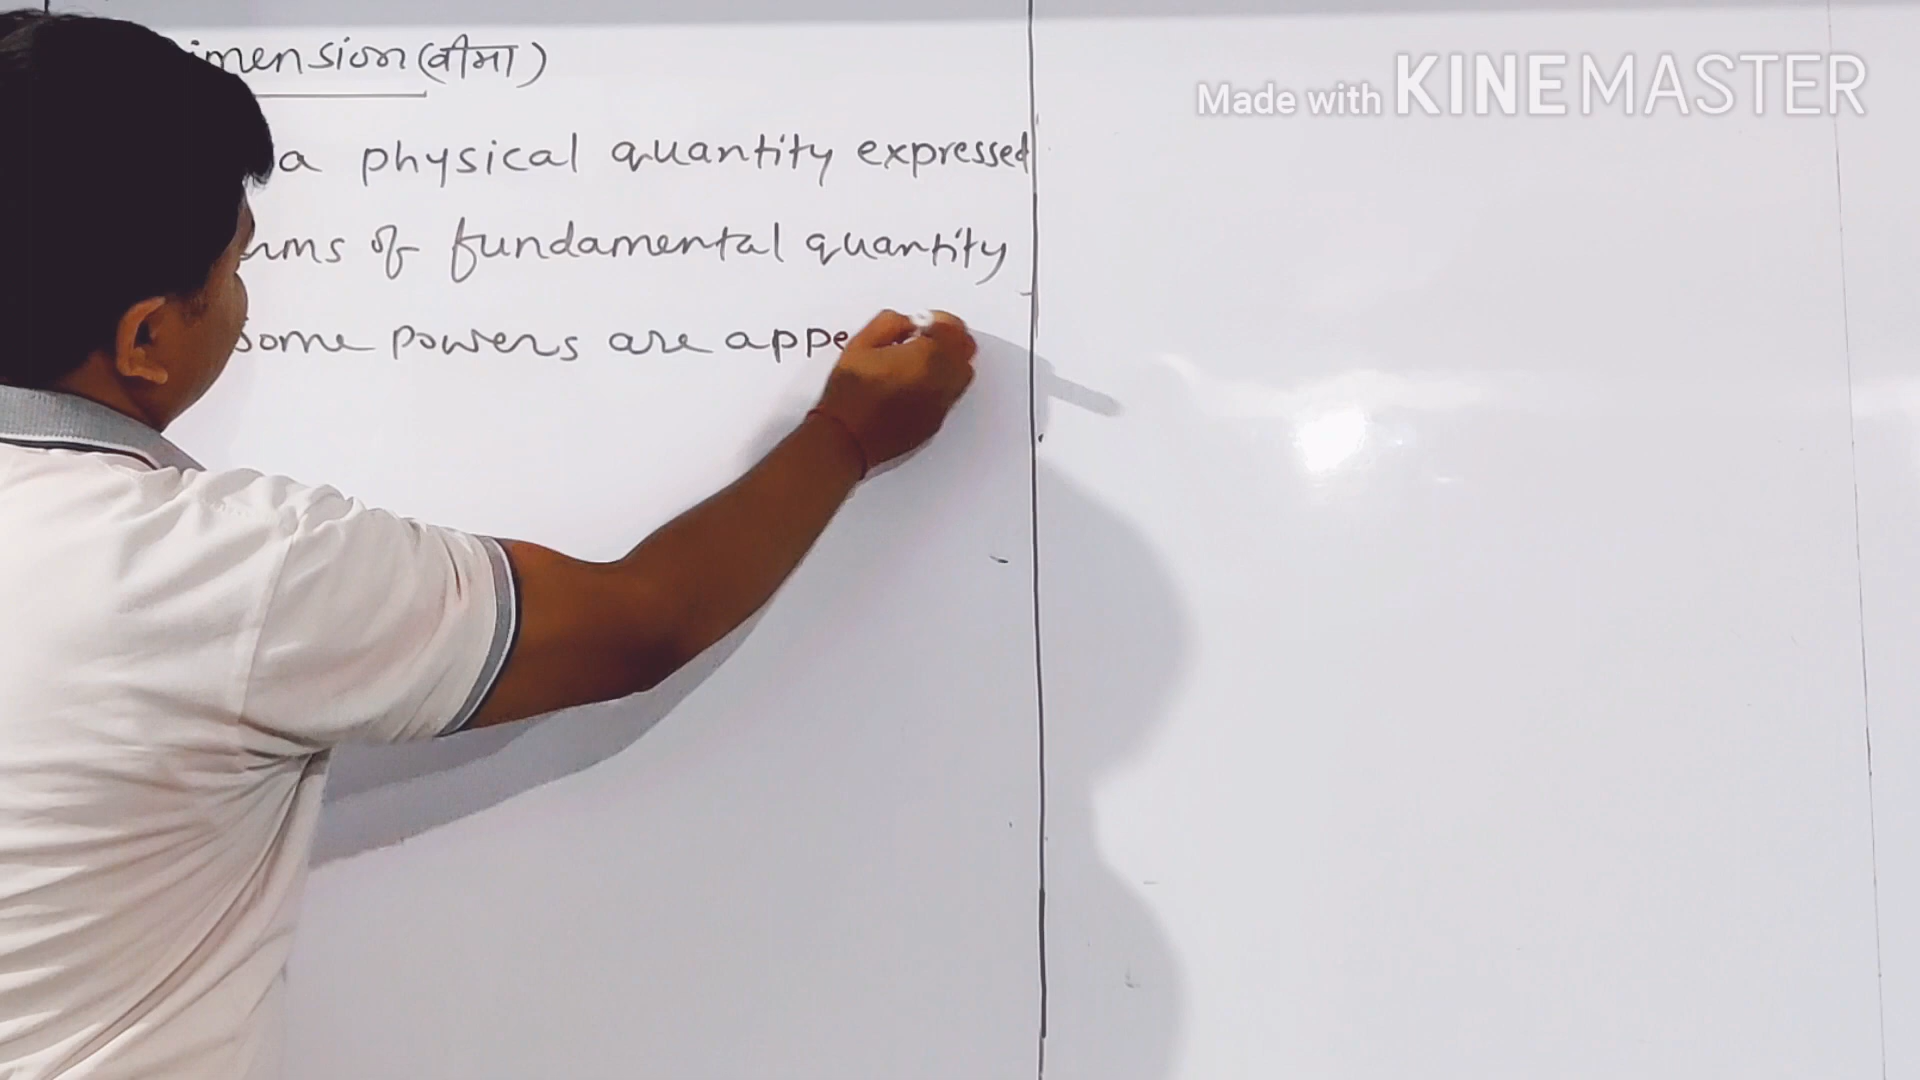 imension (वीमा)
a physical quantity expressed
rms of fundamental quantity
some powers are appe
Made with KINEMASTER